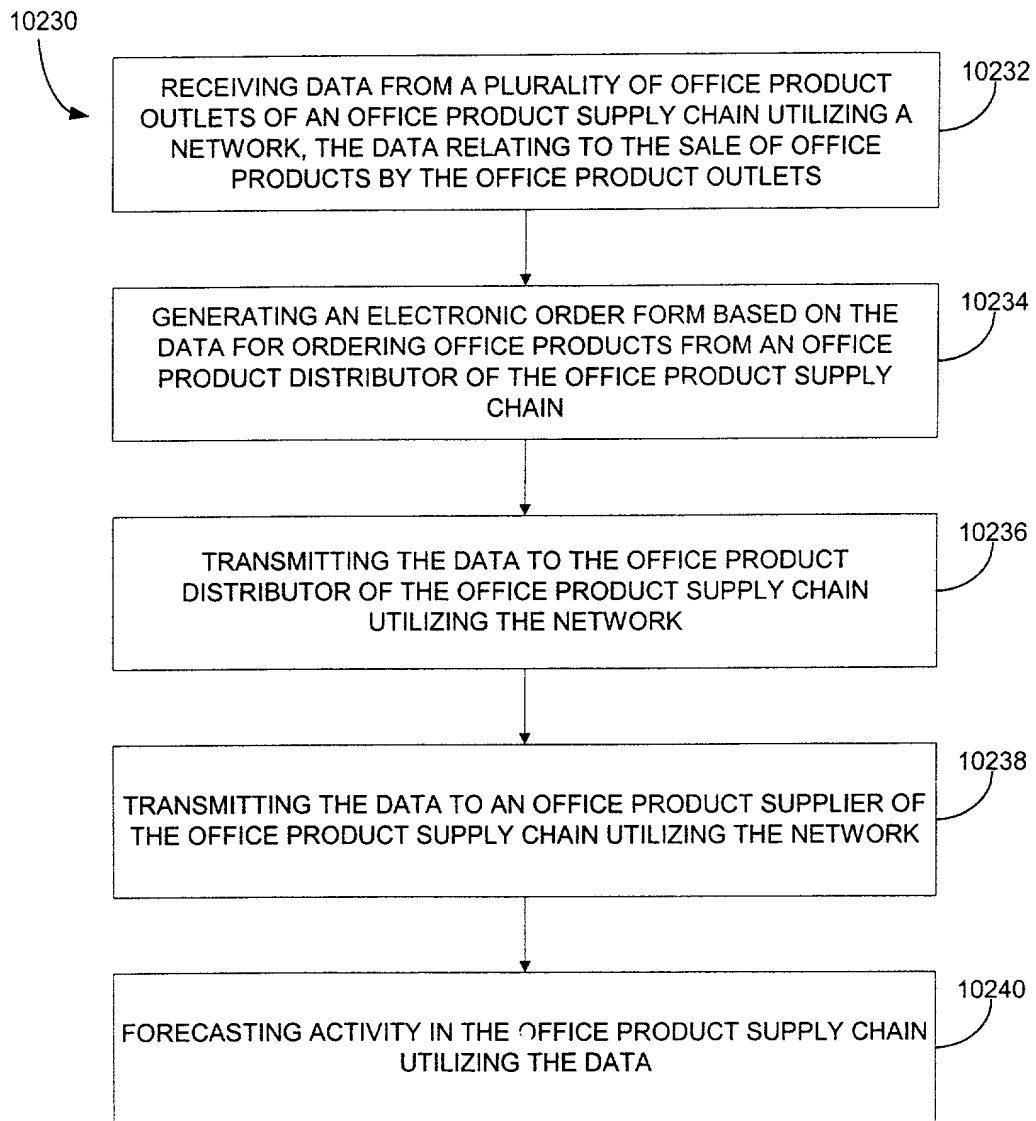 10230
10232
RECEIVING DATA FROM A PLURALITY OF OFFICE PRODUCT
OUTLETS OF AN OFFICE PRODUCT SUPPLY CHAIN UTILIZING A
NETWORK, THE DATA RELATING TO THE SALE OF OFFICE
PRODUCTS BY THE OFFICE PRODUCT OUTLETS
10234
GENERATING AN ELECTRONIC ORDER FORM BASED ON THE
DATA FOR ORDERING OFFICE PRODUCTS FROM AN OFFICE
PRODUCT DISTRIBUTOR OF THE OFFICE PRODUCT SUPPLY
CHAIN
10236
TRANSMITTING THE DATA TO THE OFFICE PRODUCT
DISTRIBUTOR OF THE OFFICE PRODUCT SUPPLY CHAIN
UTILIZING THE NETWORK
10238
TRANSMITTING THE DATA TO AN OFFICE PRODUCT SUPPLIER OF
THE OFFICE PRODUCT SUPPLY CHAIN UTILIZING THE NETWORK
10240
FORECASTING ACTIVITY IN THE OFFICE PRODUCT SUPPLY CHAIN
UTILIZING THE DATA